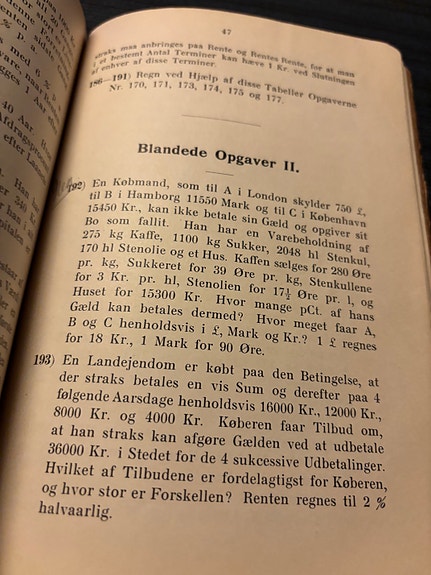 47
straks maa anbringes paa Rente og Rentes Rente, for at man
i et bestemt Antal Terminer kan hæve 1 Kr. ved Slutningen
af enhver af disse Terminer.
186—191) Regn ved Hjælp af disse Tabeller Opgaverne
Nr. 170, 171, 173, 174, 175 og 177.
Blandede Opgaver II.
192) En Købmand, som til A i London skylder 750 £,
til B i Hamborg 11550 Mark og til C i København
15450 Kr., kan ikke betale sin Gæld og opgiver sit
Bo som fallit. Han har en Varebeholdning af
275 kg Kaffe, 1100 kg Sukker, 2048 hl Stenkul,
170 hl Stenolie og et Hus. Kaffen sælges for 280 Øre
pr. kg, Sukkeret for 39 Øre pr. kg, Stenkullene
for 3 Kr. pr. hl, Stenolien for 17½ Øre pr. l, og
Huset for 15300 Kr. Hvor mange pCt. af hans
Gæld kan betales dermed? Hvor meget faar A,
B og C henholdsvis i £, Mark og Kr.? 1 £ regnes
for 18 Kr., 1 Mark for 90 Øre.
193) En Landejendom er købt paa den Betingelse, at
der straks betales en vis Sum og derefter paa 4
følgende Aarsdage henholdsvis 16000 Kr., 12000 Kr.,
8000 Kr. og 4000 Kr. Køberen faar Tilbud om,
at han straks kan afgøre Gælden ved at udbetale
36000 Kr. i Stedet for de 4 sukcessive Udbetalinger.
Hvilket af Tilbudene er fordelagtigst for Køberen,
og hvor stor er Forskellen? Renten regnes til 2 %
halvaarlig.